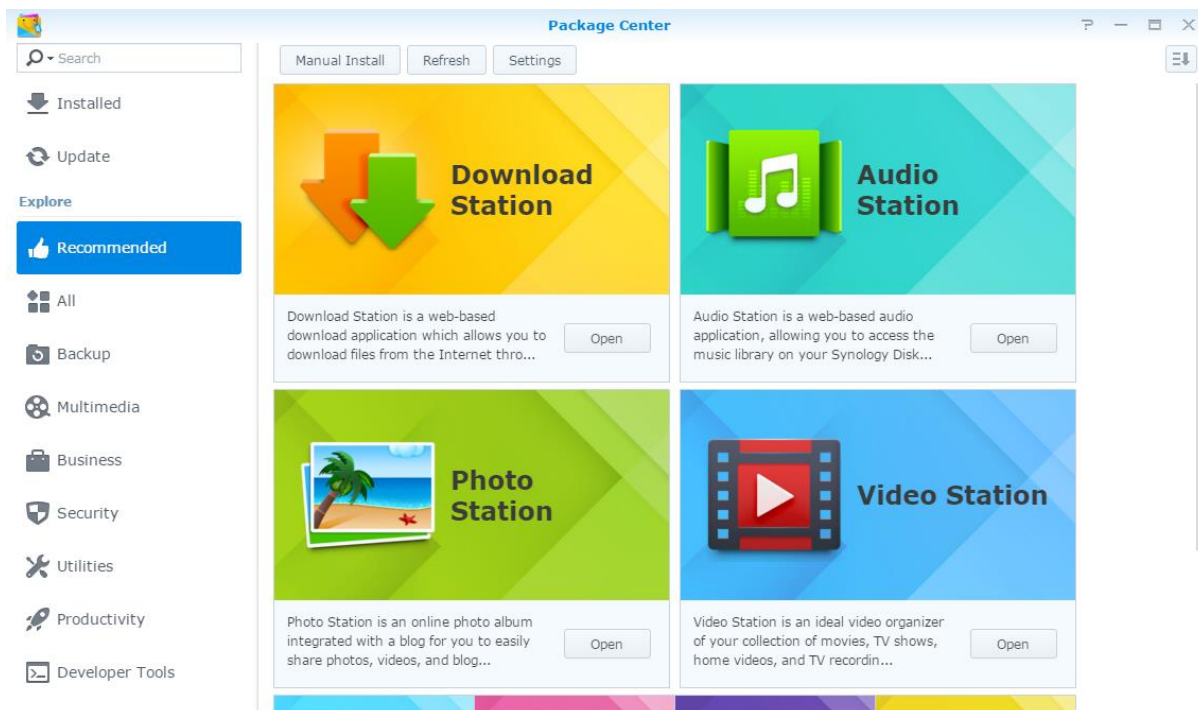 Package Center
Search
Manual Install
Refresh
Settings
Installed
Update
Explore
Recommended
All
Backup
Multimedia
Business
Security
Utilities
Productivity
Developer Tools
Download
Station
Download Station is a web-based
download application which allows you to
download files from the Internet thro...
Open
Audio
Station
Audio Station is a web-based audio
application, allowing you to access the
music library on your Synology Disk...
Open
Photo
Station
Photo Station is an online photo album
integrated with a blog for you to easily
share photos, videos, and blog...
Open
Video Station
Video Station is an ideal video organizer
of your collection of movies, TV shows,
home videos, and TV recordin...
Open